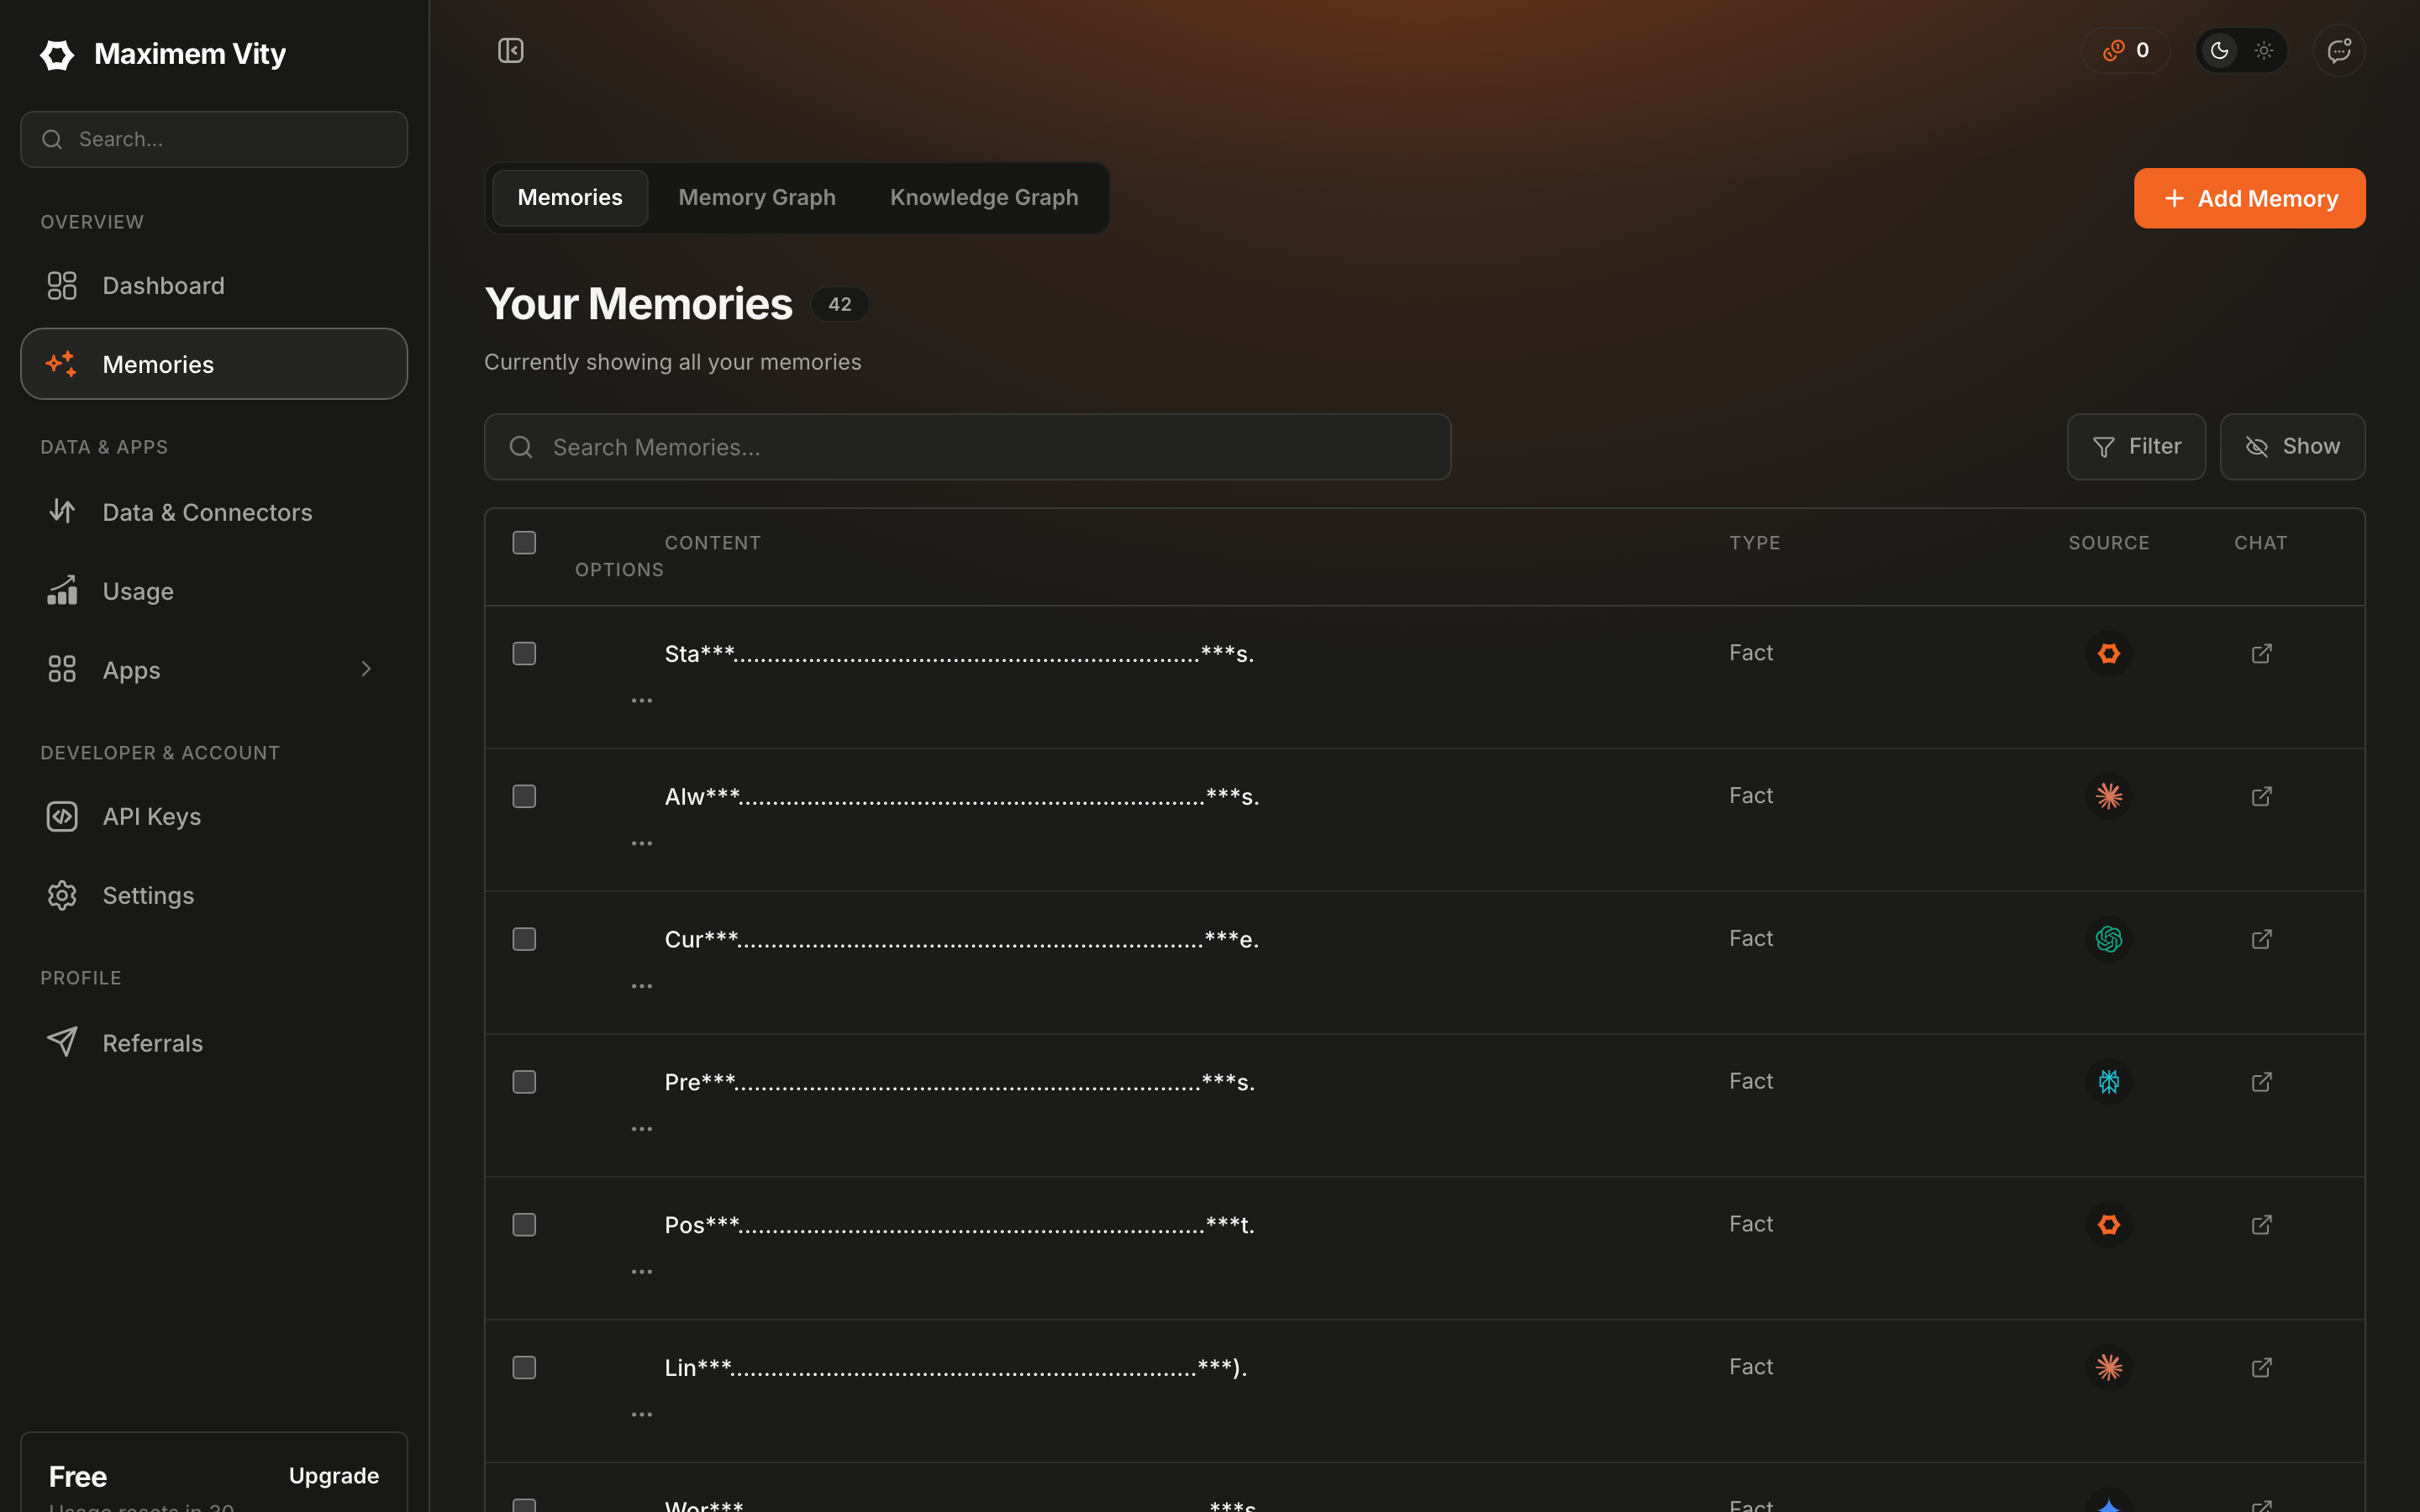 Maximem Vity
0
Search...
Memories Memory Graph Knowledge Graph
Add Memory
OVERVIEW
Dashboard
Memories
DATA & APPS
Data & Connectors
Usage
Apps
DEVELOPER & ACCOUNT
API Keys
Settings
PROFILE
Referrals
Free Upgrade
Your Memories 42
Currently showing all your memories
Search Memories...
Filter
Show
CONTENT TYPE SOURCE CHAT
OPTIONS
Sta***.....................................................................***s. Fact
...
Alw***.....................................................................***s. Fact
...
Cur***.....................................................................***e. Fact
...
Pre***.....................................................................***s. Fact
...
Pos***.....................................................................***t. Fact
...
Lin***.....................................................................***). Fact
...
Wor***.....................................................................***s Fact